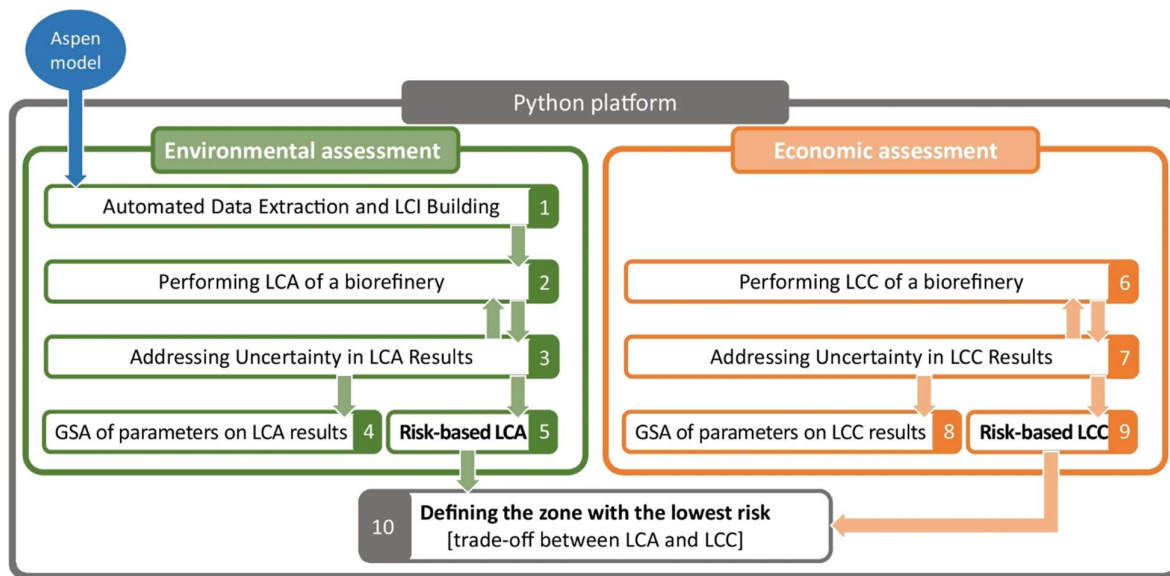 Aspen
model
Python platform
Environmental assessment
Automated Data Extraction and LCI Building 1
Performing LCA of a biorefinery 2
Addressing Uncertainty in LCA Results 3
GSA of parameters on LCA results 4
Risk-based LCA 5
Economic assessment
Performing LCC of a biorefinery 6
Addressing Uncertainty in LCC Results 7
GSA of parameters on LCC results 8
Risk-based LCC 9
10
Defining the zone with the lowest risk
[trade-off between LCA and LCC]